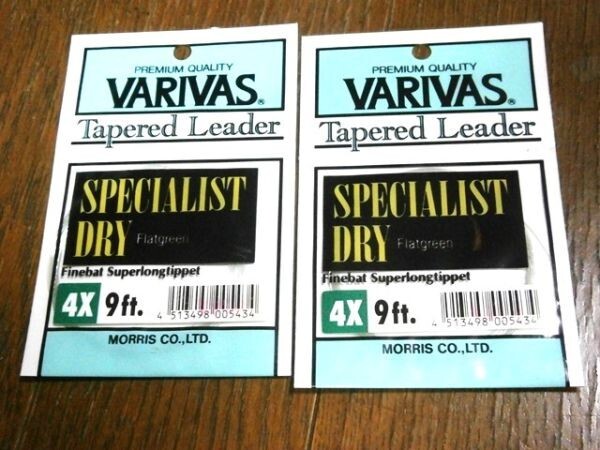 PREMIUM QUALITY
VARIVAS®
Tapered Leader
SPECIALIST
DRY Flatgreen
Finebat Superlongtippet
4X 9ft.
4 513498 005434
MORRIS CO.,LTD.
PREMIUM QUALITY
VARIVAS®
Tapered Leader
SPECIALIST
DRY Flatgreen
Finebat Superlongtippet
4X 9ft.
4 513498 005434
MORRIS CO.,LTD.